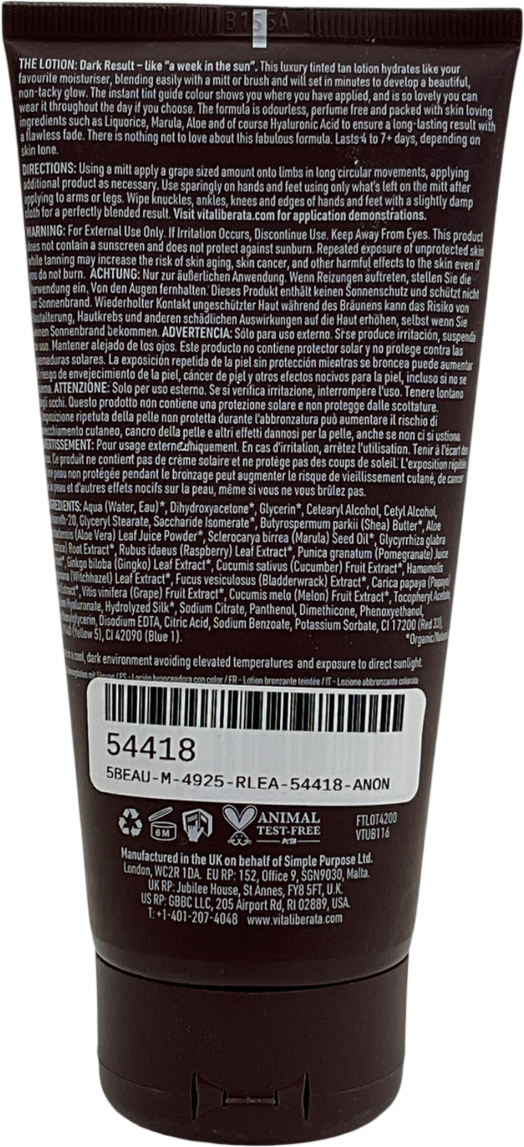 B156A
THE LOTION: Dark Result – like "a week in the sun". This luxury tinted tan lotion hydrates like your
favourite moisturiser, blending easily with a mitt or brush and will set in minutes to develop a beautiful,
non-tacky glow. The instant tint guide colour shows you where you have applied, and is so lovely you can
wear it throughout the day if you choose. The formula is odourless, perfume free and packed with skin loving
ingredients such as Liquorice, Marula, Aloe and of course Hyaluronic Acid to ensure a long-lasting result with
a flawless fade. There is nothing not to love about this fabulous formula. Lasts 4 to 7+ days, depending on
skin tone.
DIRECTIONS: Using a mitt apply a grape sized amount onto limbs in long circular movements, applying
additional product as necessary. Use sparingly on hands and feet using only what's left on the mitt after
applying to arms or legs. Wipe knuckles, ankles, knees and edges of hands and feet with a slightly damp
cloth for a perfectly blended result. Visit vitaliberata.com for application demonstrations.
WARNING: For External Use Only. If Irritation Occurs, Discontinue Use. Keep Away From Eyes. This product
does not contain a sunscreen and does not protect against sunburn. Repeated exposure of unprotected skin
while tanning may increase the risk of skin aging, skin cancer, and other harmful effects to the skin even if
you do not burn. ACHTUNG: Nur zur äußerlichen Anwendung. Wenn Reizungen auftreten, stellen Sie die
Verwendung ein. Von den Augen fernhalten. Dieses Produkt enthält keinen Sonnenschutz und schützt nicht
vor Sonnenbrand. Wiederholter Kontakt ungeschützter Haut während des Bräunens kann das Risiko von
Hautalterung, Hautkrebs und anderen schädlichen Auswirkungen auf die Haut erhöhen, selbst wenn Sie
keinen Sonnenbrand bekommen. ADVERTENCIA: Sólo para uso externo. Si se produce irritación, suspenda
su uso. Mantener alejado de los ojos. Este producto no contiene protector solar y no protege contra las
quemaduras solares. La exposición repetida de la piel sin protección mientras se broncea puede aumentar
el riesgo de envejecimiento de la piel, cáncer de piel y otros efectos nocivos para la piel, incluso si no se
quema. ATTENZIONE: Solo per uso esterno. Se si verifica irritazione, interrompere l'uso. Tenere lontano
gli occhi. Questo prodotto non contiene una protezione solare e non protegge dalle scottature.
esposizione ripetuta della pelle non protetta durante l'abbronzatura può aumentare il rischio di
invecchiamento cutaneo, cancro della pelle e altri effetti dannosi per la pelle, anche se non ci si ustiona.
AVERTISSEMENT: Pour usage externe uniquement. En cas d'irritation, arrêtez l'utilisation. Tenir à l'écart des
Ce produit ne contient pas de crème solaire et ne protège pas des coups de soleil. L'exposition répétée
peau non protégée pendant le bronzage peut augmenter le risque de vieillissement cutané, de cancer
la peau et d'autres effets nocifs sur la peau, même si vous ne vous brûlez pas.
INGREDIENTS: Aqua (Water, Eau)*, Dihydroxyacetone*, Glycerin*, Cetearyl Alcohol, Cetyl Alcohol,
Ceteareth-20, Glyceryl Stearate, Saccharide Isomerate*, Butyrospermum parkii (Shea) Butter*, Aloe
barbadensis (Aloe Vera) Leaf Juice Powder*, Sclerocarya birrea (Marula) Seed Oil*, Glycyrrhiza glabra
Root Extract*, Rubus idaeus (Raspberry) Leaf Extract*, Punica granatum (Pomegranate) Juice
Ginkgo biloba (Gingko) Leaf Extract*, Cucumis sativus (Cucumber) Fruit Extract*, Hamamelis
(Witchhazel) Leaf Extract*, Fucus vesiculosus (Bladderwrack) Extract*, Carica papaya (Papaya)
Vitis vinifera (Grape) Fruit Extract*, Cucumis melo (Melon) Fruit Extract*, Tocopheryl Acetate,
Hyaluronate, Hydrolyzed Silk*, Sodium Citrate, Panthenol, Dimethicone, Phenoxyethanol,
Disodium EDTA, Citric Acid, Sodium Benzoate, Potassium Sorbate, CI 17200 (Red 33),
(Yellow 5), CI 42090 (Blue 1). *Organic/Natural
a cool, dark environment avoiding elevated temperatures and exposure to direct sunlight.
mit Tönung / ES - Loción bronceadora con color / FR - Lotion bronzante teintée / IT - Lozione abbronzante colorata
54418
5BEAU-M-4925-RLEA-54418-ANON
6M
ANIMAL
TEST-FREE
PETA
FTLOT4200
VTUB116
Manufactured in the UK on behalf of Simple Purpose Ltd.
London, WC2R 1DA. EU RP: 152, Office 9, SGN9030, Malta.
UK RP: Jubilee House, St Annes, FY8 5FT, U.K.
US RP: GBBC LLC, 205 Airport Rd, RI 02889, USA.
T: +1-401-207-4048 www.vitaliberata.com